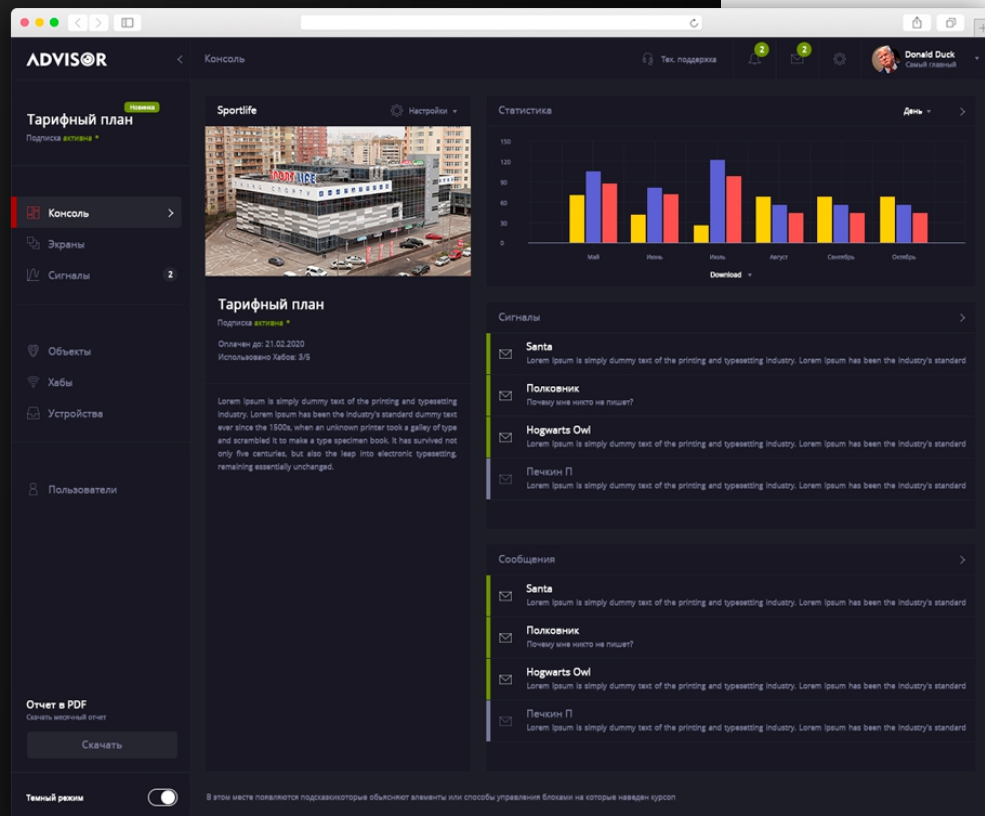 ADVISOR
Консоль
Тех. поддержка
2
2
Donald Duck
Самый главный
Новинка
Тарифный план
Подписка активна *
Консоль
Экраны
Сигналы
2
Объекты
Хабы
Устройства
Пользователи
Отчет в PDF
Скачать месячный отчет
Скачать
Темный режим
Sportlife
Настройки
SPORT LIFE
Тарифный план
Подписка активна *
Оплачен до: 21.02.2020
Использовано Хабов: 3/5
Lorem Ipsum is simply dummy text of the printing and typesetting
industry. Lorem Ipsum has been the industry's standard dummy text
ever since the 1500s, when an unknown printer took a galley of type
and scrambled it to make a type specimen book. It has survived not
only five centuries, but also the leap into electronic typesetting,
remaining essentially unchanged.
Статистика
День
150
120
90
60
30
0
Май
Июнь
Июль
Август
Сентябрь
Октябрь
Download
Сигналы
Santa
Lorem Ipsum is simply dummy text of the printing and typesetting industry. Lorem Ipsum has been the industry's standard
Полковник
Почему мне никто не пишет?
Hogwarts Owl
Lorem Ipsum is simply dummy text of the printing and typesetting industry. Lorem Ipsum has been the industry's standard
Печкин П
Lorem Ipsum is simply dummy text of the printing and typesetting industry. Lorem Ipsum has been the industry's standard
Сообщения
Santa
Lorem Ipsum is simply dummy text of the printing and typesetting industry. Lorem Ipsum has been the industry's standard
Полковник
Почему мне никто не пишет?
Hogwarts Owl
Lorem Ipsum is simply dummy text of the printing and typesetting industry. Lorem Ipsum has been the industry's standard
Печкин П
Lorem Ipsum is simply dummy text of the printing and typesetting industry. Lorem Ipsum has been the industry's standard
В этом месте появляются подсказкикоторые обьясняют элементы или способы управления блоками на которые наведен курсоп